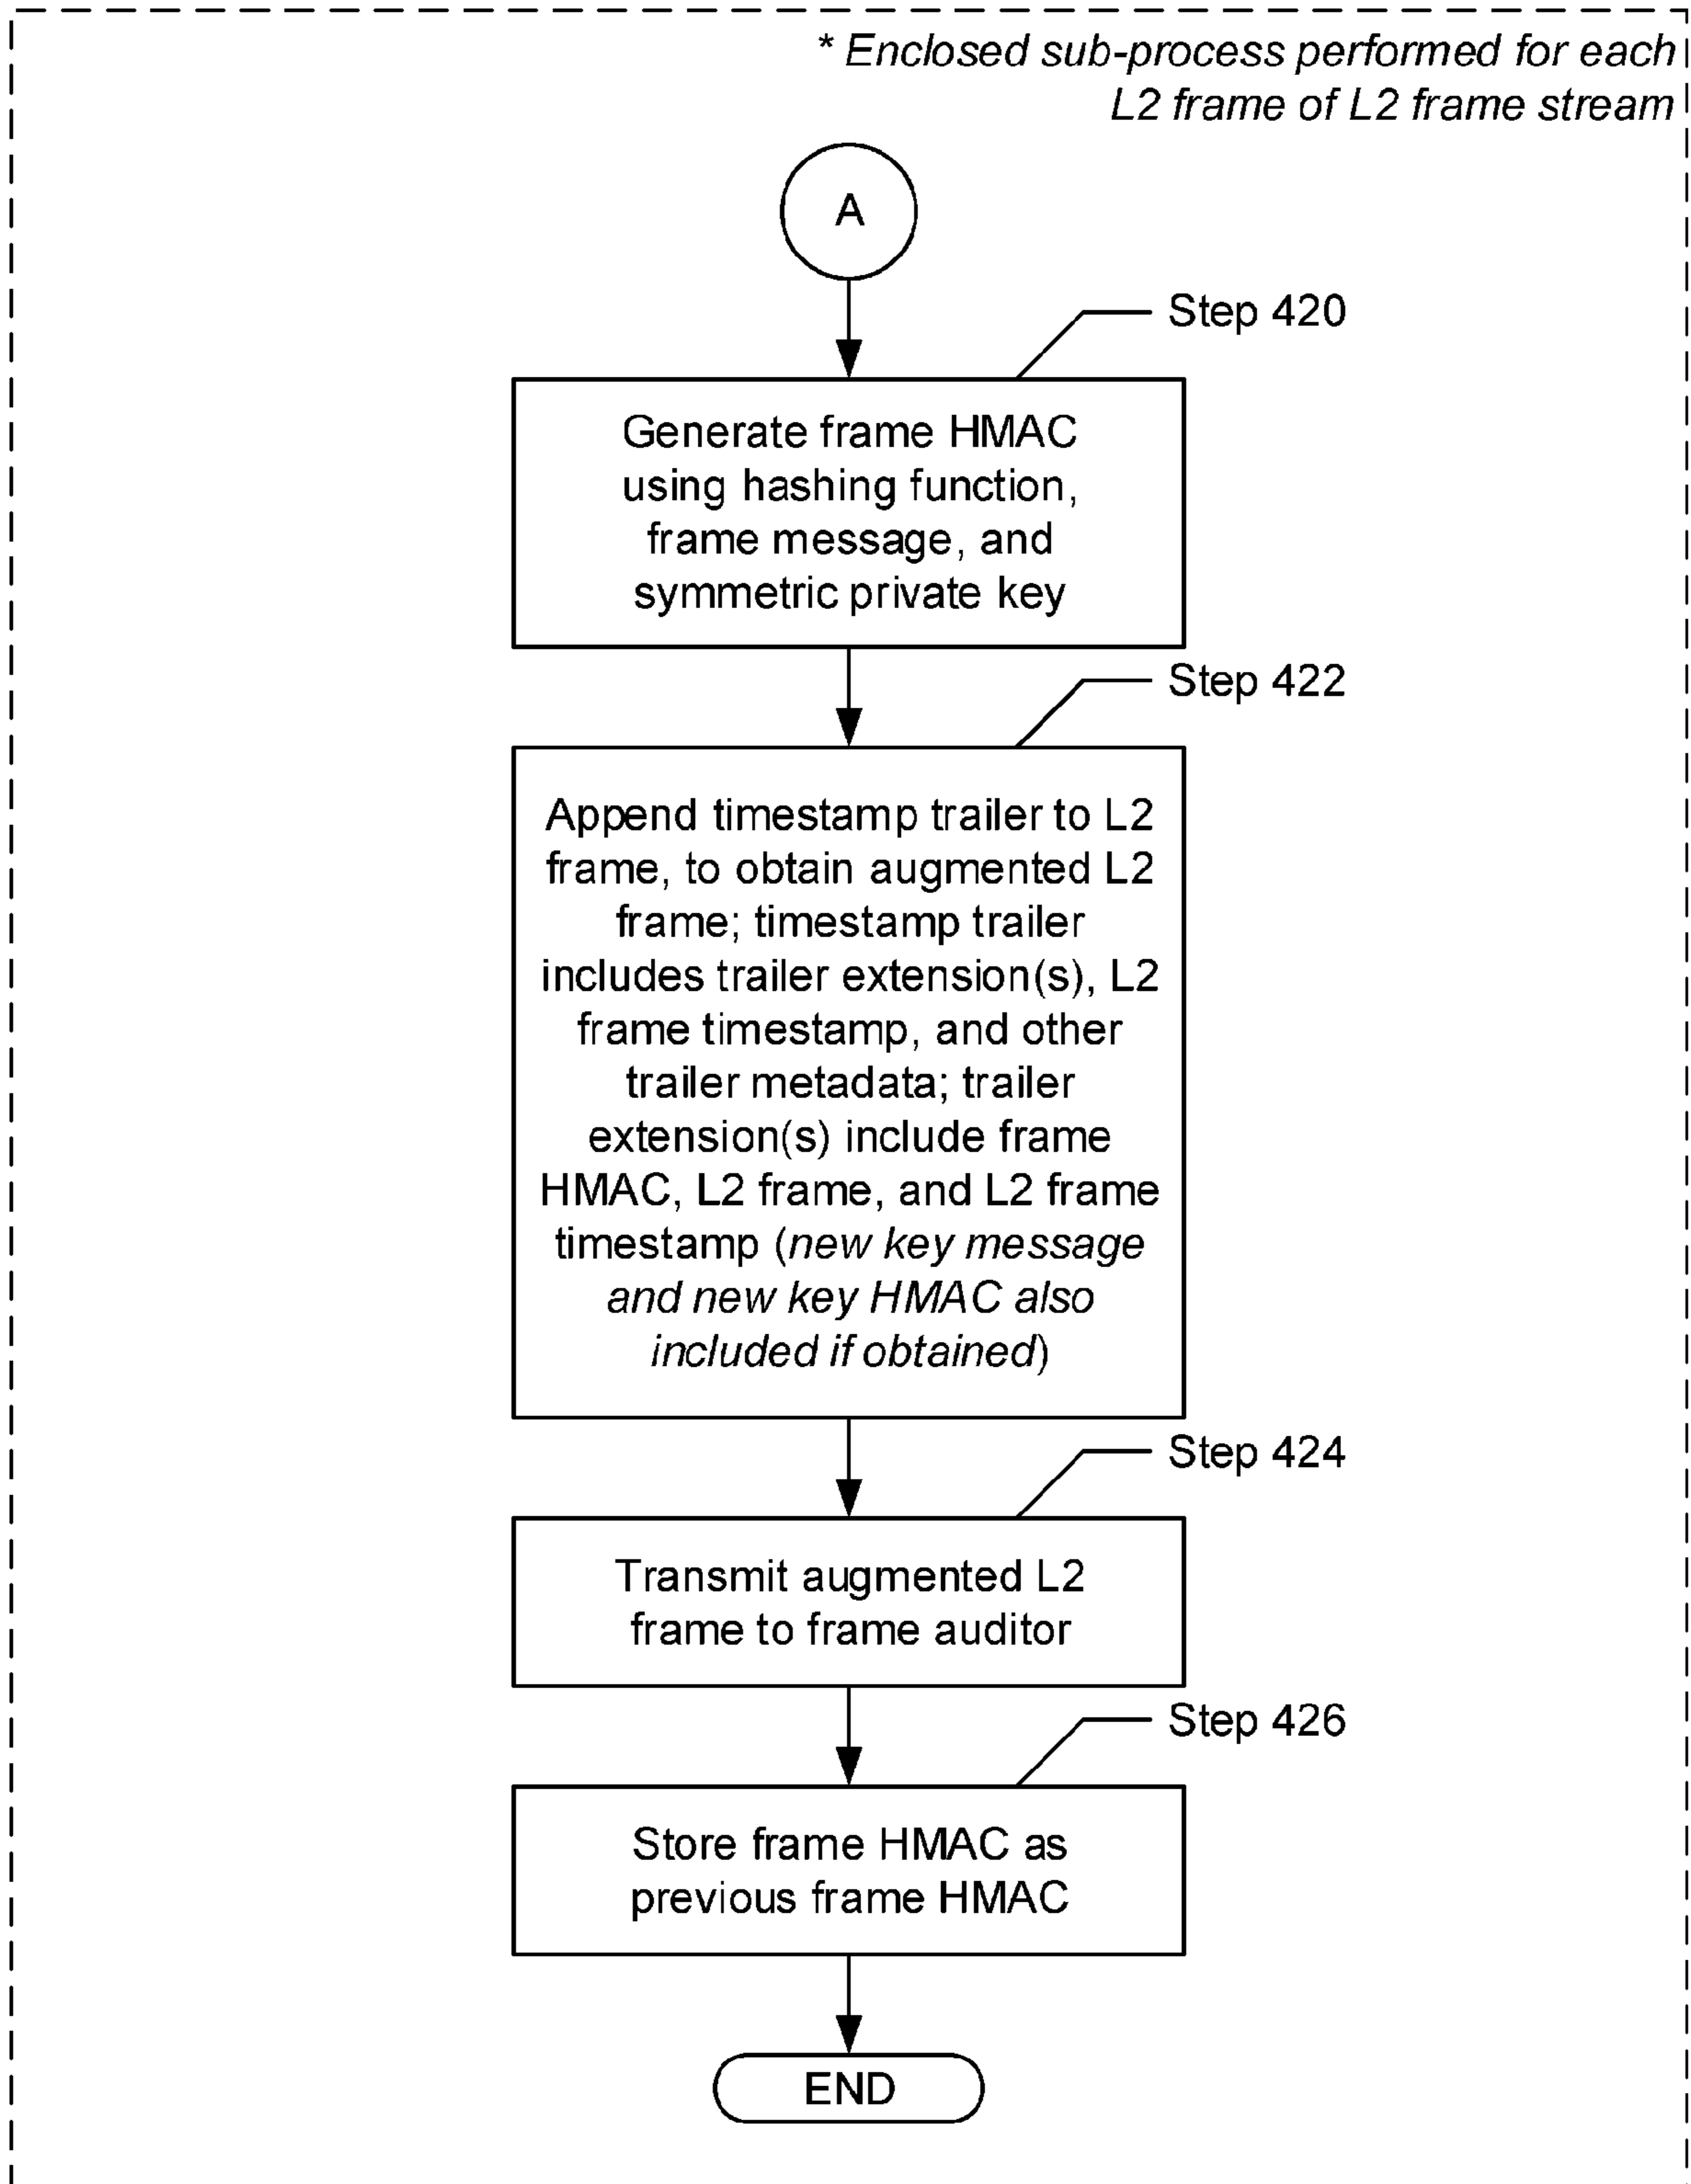 * Enclosed sub-process performed for each
L2 frame of L2 frame stream
A
Step 420
Generate frame HMAC
using hashing function,
frame message, and
symmetric private key
Step 422
Append timestamp trailer to L2
frame, to obtain augmented L2
frame; timestamp trailer
includes trailer extension(s), L2
frame timestamp, and other
trailer metadata; trailer
extension(s) include frame
HMAC, L2 frame, and L2 frame
timestamp (new key message
and new key HMAC also
included if obtained)
Step 424
Transmit augmented L2
frame to frame auditor
Step 426
Store frame HMAC as
previous frame HMAC
END